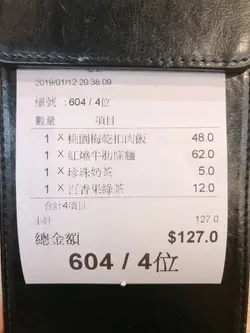 2019/01/12 20:38:09
檯號 : 604 / 4位
數量 項目
1 X 桃園梅乾扣肉飯 48.0
1 X 紅燒牛肋條麵 62.0
1 X 珍珠奶茶 5.0
1 X 百香果綠茶 12.0
合計4項目
小計 127.0
總金額 $127.0
604 / 4位